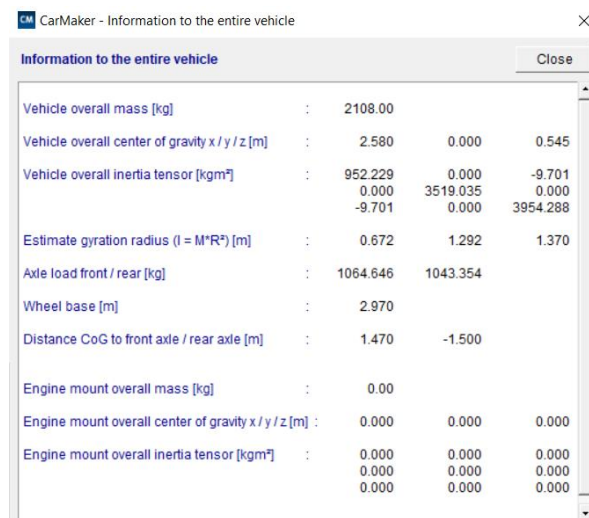 CM CarMaker - Information to the entire vehicle
Information to the entire vehicle Close
Vehicle overall mass [kg] : 2108.00
Vehicle overall center of gravity x / y / z [m] : 2.580 0.000 0.545
Vehicle overall inertia tensor [kgm²] : 952.229 0.000 -9.701
0.000 3519.035 0.000
-9.701 0.000 3954.288
Estimate gyration radius (I = M*R²) [m] : 0.672 1.292 1.370
Axle load front / rear [kg] : 1064.646 1043.354
Wheel base [m] : 2.970
Distance CoG to front axle / rear axle [m] : 1.470 -1.500
Engine mount overall mass [kg] : 0.00
Engine mount overall center of gravity x / y / z [m] : 0.000 0.000 0.000
Engine mount overall inertia tensor [kgm²] : 0.000 0.000 0.000
0.000 0.000 0.000
0.000 0.000 0.000